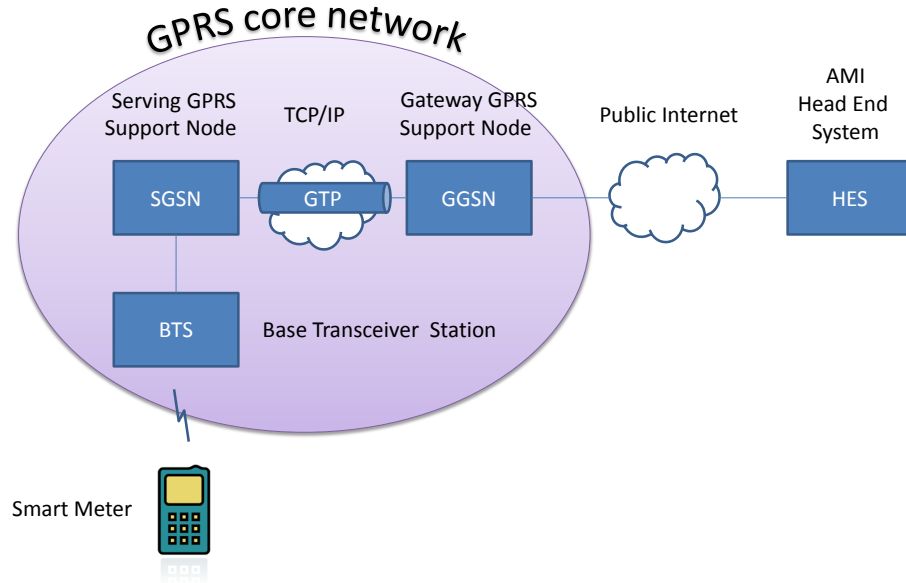 GPRS core network
Serving GPRS
Support Node
TCP/IP
Gateway GPRS
Support Node
Public Internet
AMI
Head End
System
SGSN
GTP
GGSN
HES
BTS
Base Transceiver Station
Smart Meter